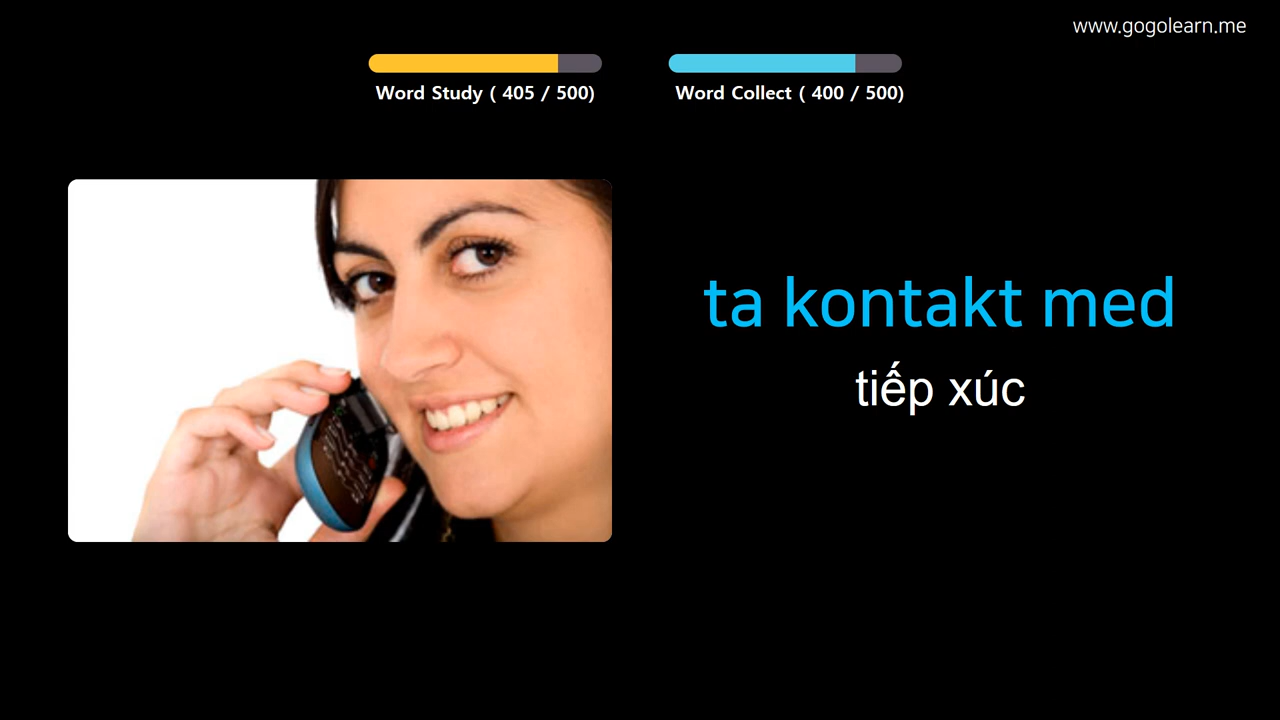 www.gogolearn.me
Word Study ( 405 / 500)
Word Collect ( 400 / 500)
ta kontakt med
tiếp xúc